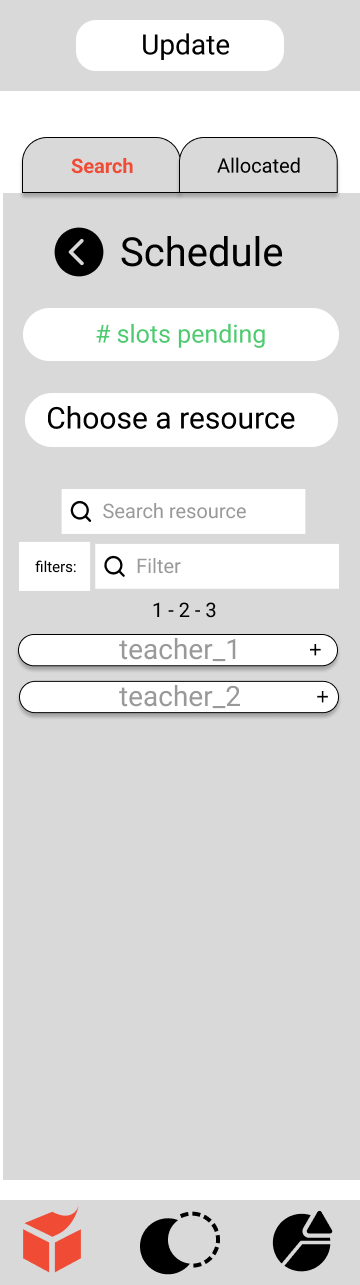 Update
Search
Allocated
Schedule
# slots pending
Choose a resource
Search resource
filters:
Filter
1 - 2 - 3
teacher_1 +
teacher_2 +